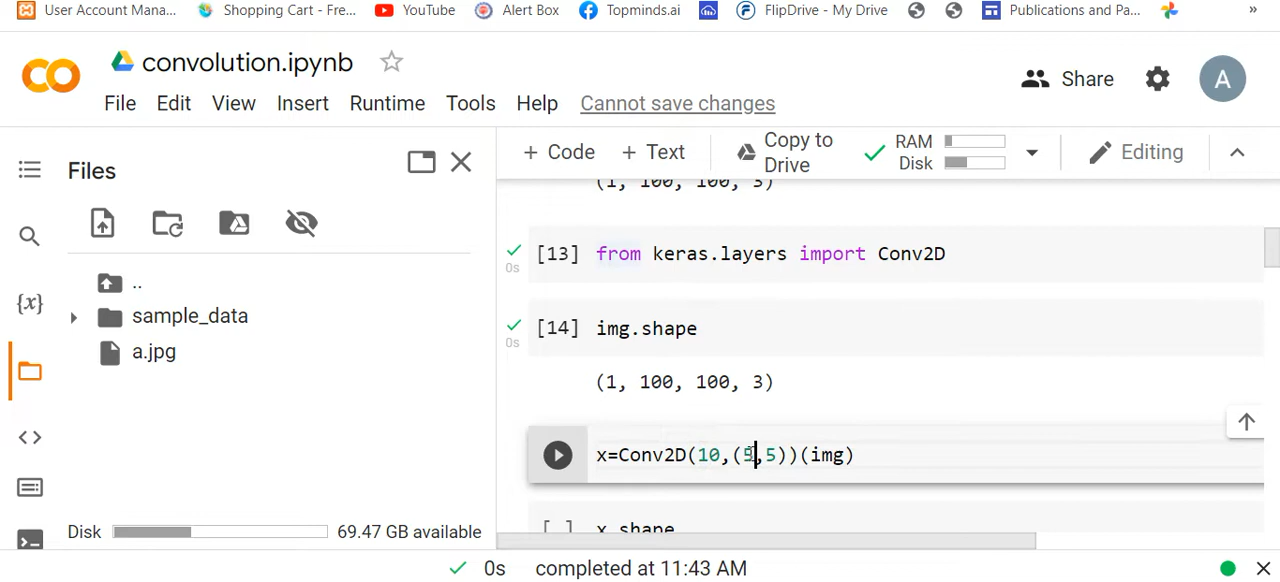 User Account Mana... Shopping Cart - Fre... YouTube Alert Box Topminds.ai FlipDrive - My Drive Publications and Pa... »
convolution.ipynb
File Edit View Insert Runtime Tools Help Cannot save changes
Share A
Files
+ Code + Text Copy to Drive RAM Disk Editing
(1, 100, 100, 3)
[13] from keras.layers import Conv2D
0s
..
sample_data
a.jpg
{x}
[14] img.shape
0s
(1, 100, 100, 3)
x=Conv2D(10,(5,5))(img)
[ ] x.shape
Disk 69.47 GB available
0s completed at 11:43 AM